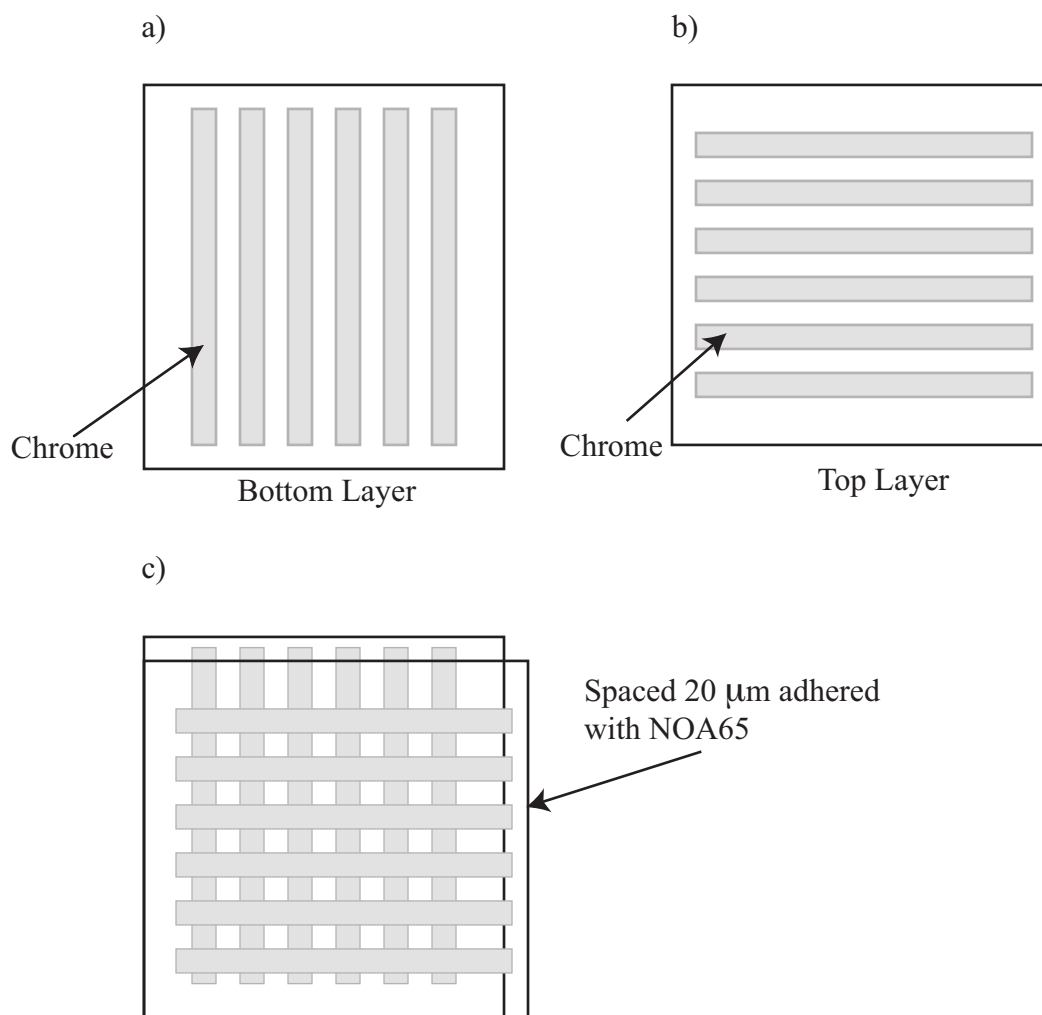 a)
b)
Chrome
Bottom Layer
Chrome
Top Layer
c)
Spaced 20 μm adhered
with NOA65